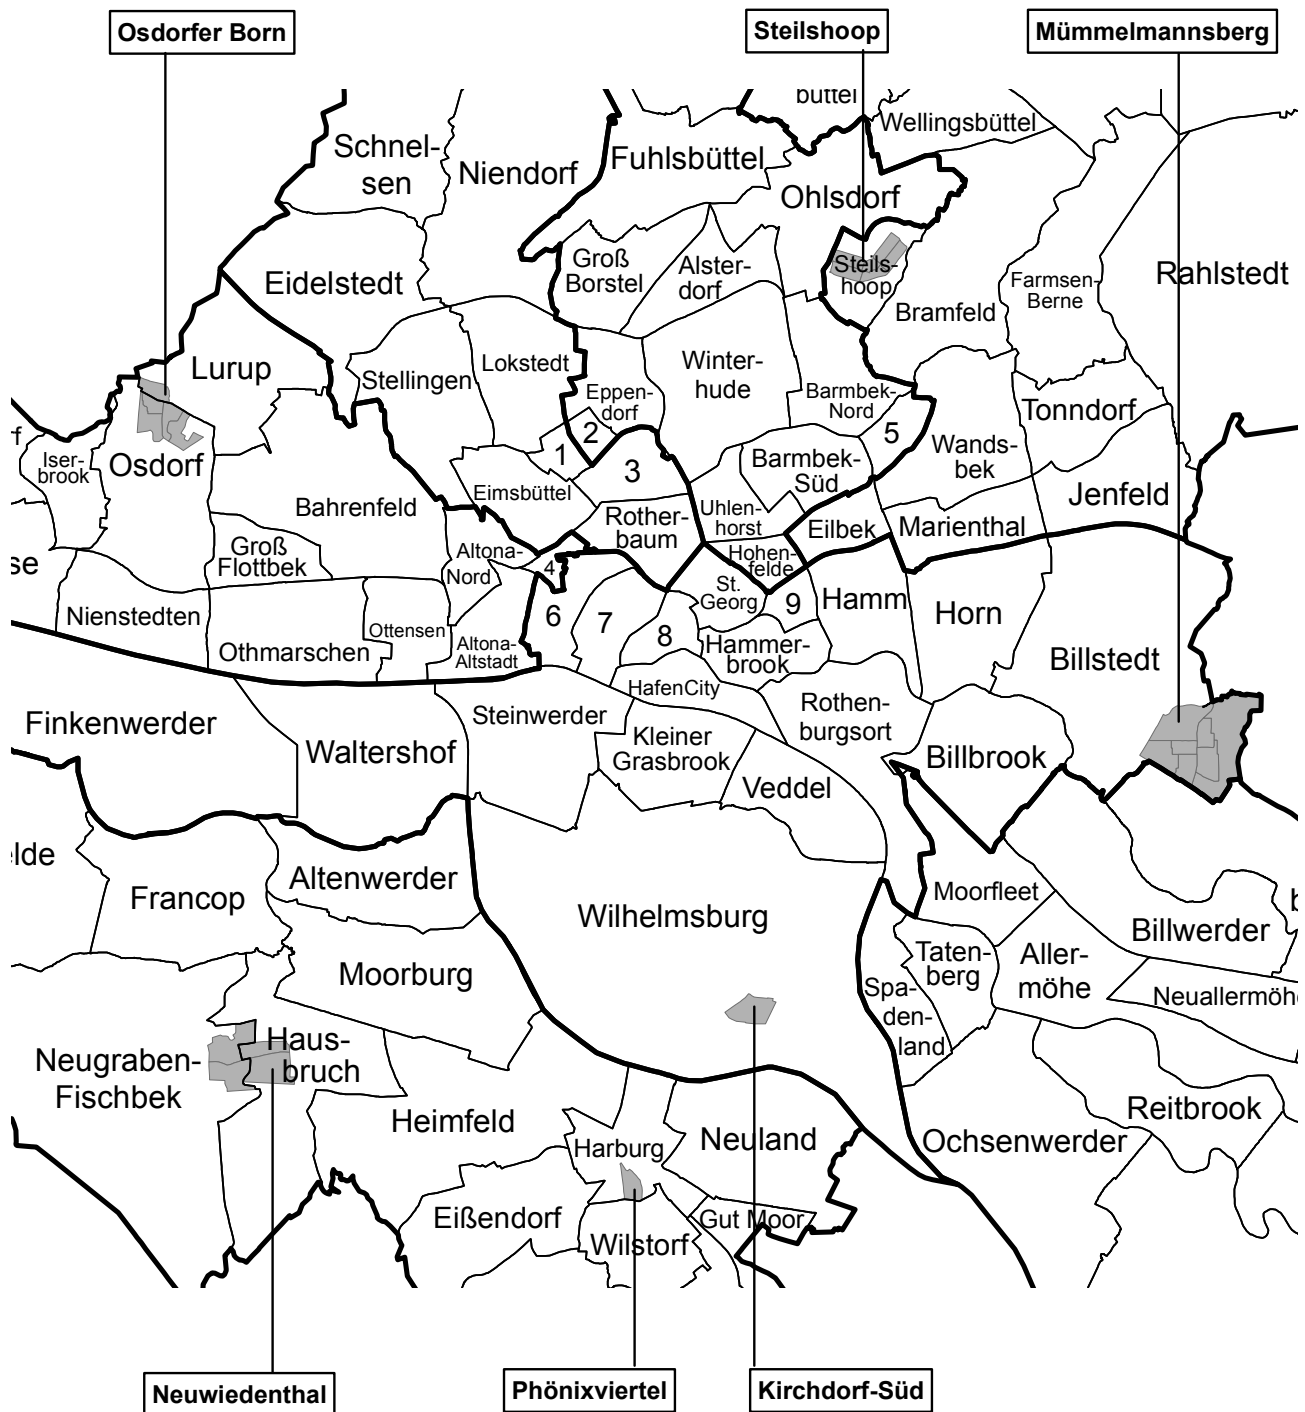 Osdorfer Born
Steilshoop
Mümmelmannsberg
büttel
Wellingsbüttel
Schnel-
sen
Niendorf
Fuhlsbüttel
Ohlsdorf
Groß
Borstel
Alster-
dorf
Steils-
hoop
Farmsen-
Berne
Rahlstedt
Eidelstedt
Bramfeld
Lurup
Stellingen
Lokstedt
Winter-
hude
Eppen-
dorf
Barmbek-
Nord
Tonndorf
Wands-
bek
rf
Iser-
brook
Osdorf
1
2
3
5
Barmbek-
Süd
Eimsbüttel
Bahrenfeld
Jenfeld
Uhlen-
horst
Rother-
baum
Eilbek
Marienthal
Groß
Flottbek
Altona-
Nord
4
Hohen-
felde
se
St.
Georg
9
Hamm
Horn
Nienstedten
Othmarschen
Ottensen
Altona-
Altstadt
6
7
8
Hammer-
brook
Billstedt
HafenCity
Finkenwerder
Waltershof
Steinwerder
Kleiner
Grasbrook
Rothen-
burgsort
Billbrook
Veddel
lde
Francop
Altenwerder
Wilhelmsburg
Moorfleet
b
Billwerder
Moorburg
Taten-
berg
Aller-
möhe
Spa-
den-
land
Neuallermöhe
Neugraben-
Fischbek
Haus-
bruch
Heimfeld
Harburg
Neuland
Ochsenwerder
Reitbrook
Eißendorf
Wilstorf
Gut Moor
Neuwiedenthal
Phönixviertel
Kirchdorf-Süd